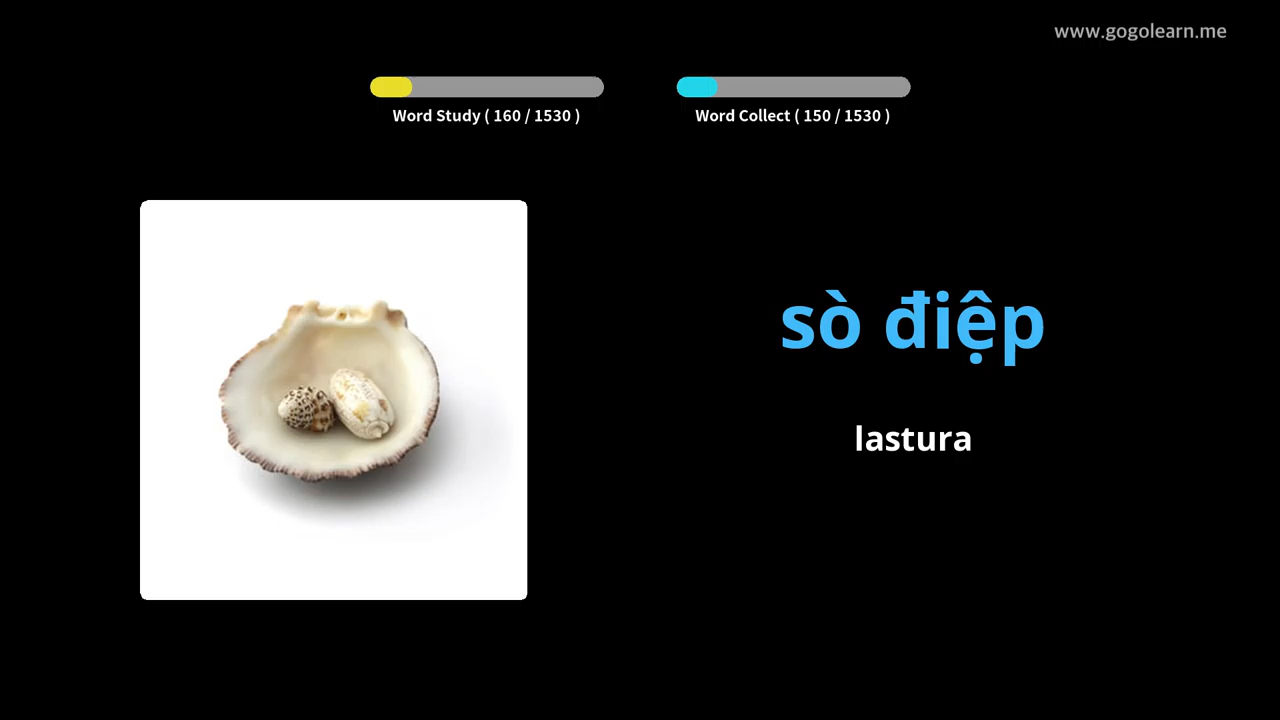 www.gogolearn.me
Word Study ( 160 / 1530 )
Word Collect ( 150 / 1530 )
sò điệp
lastura